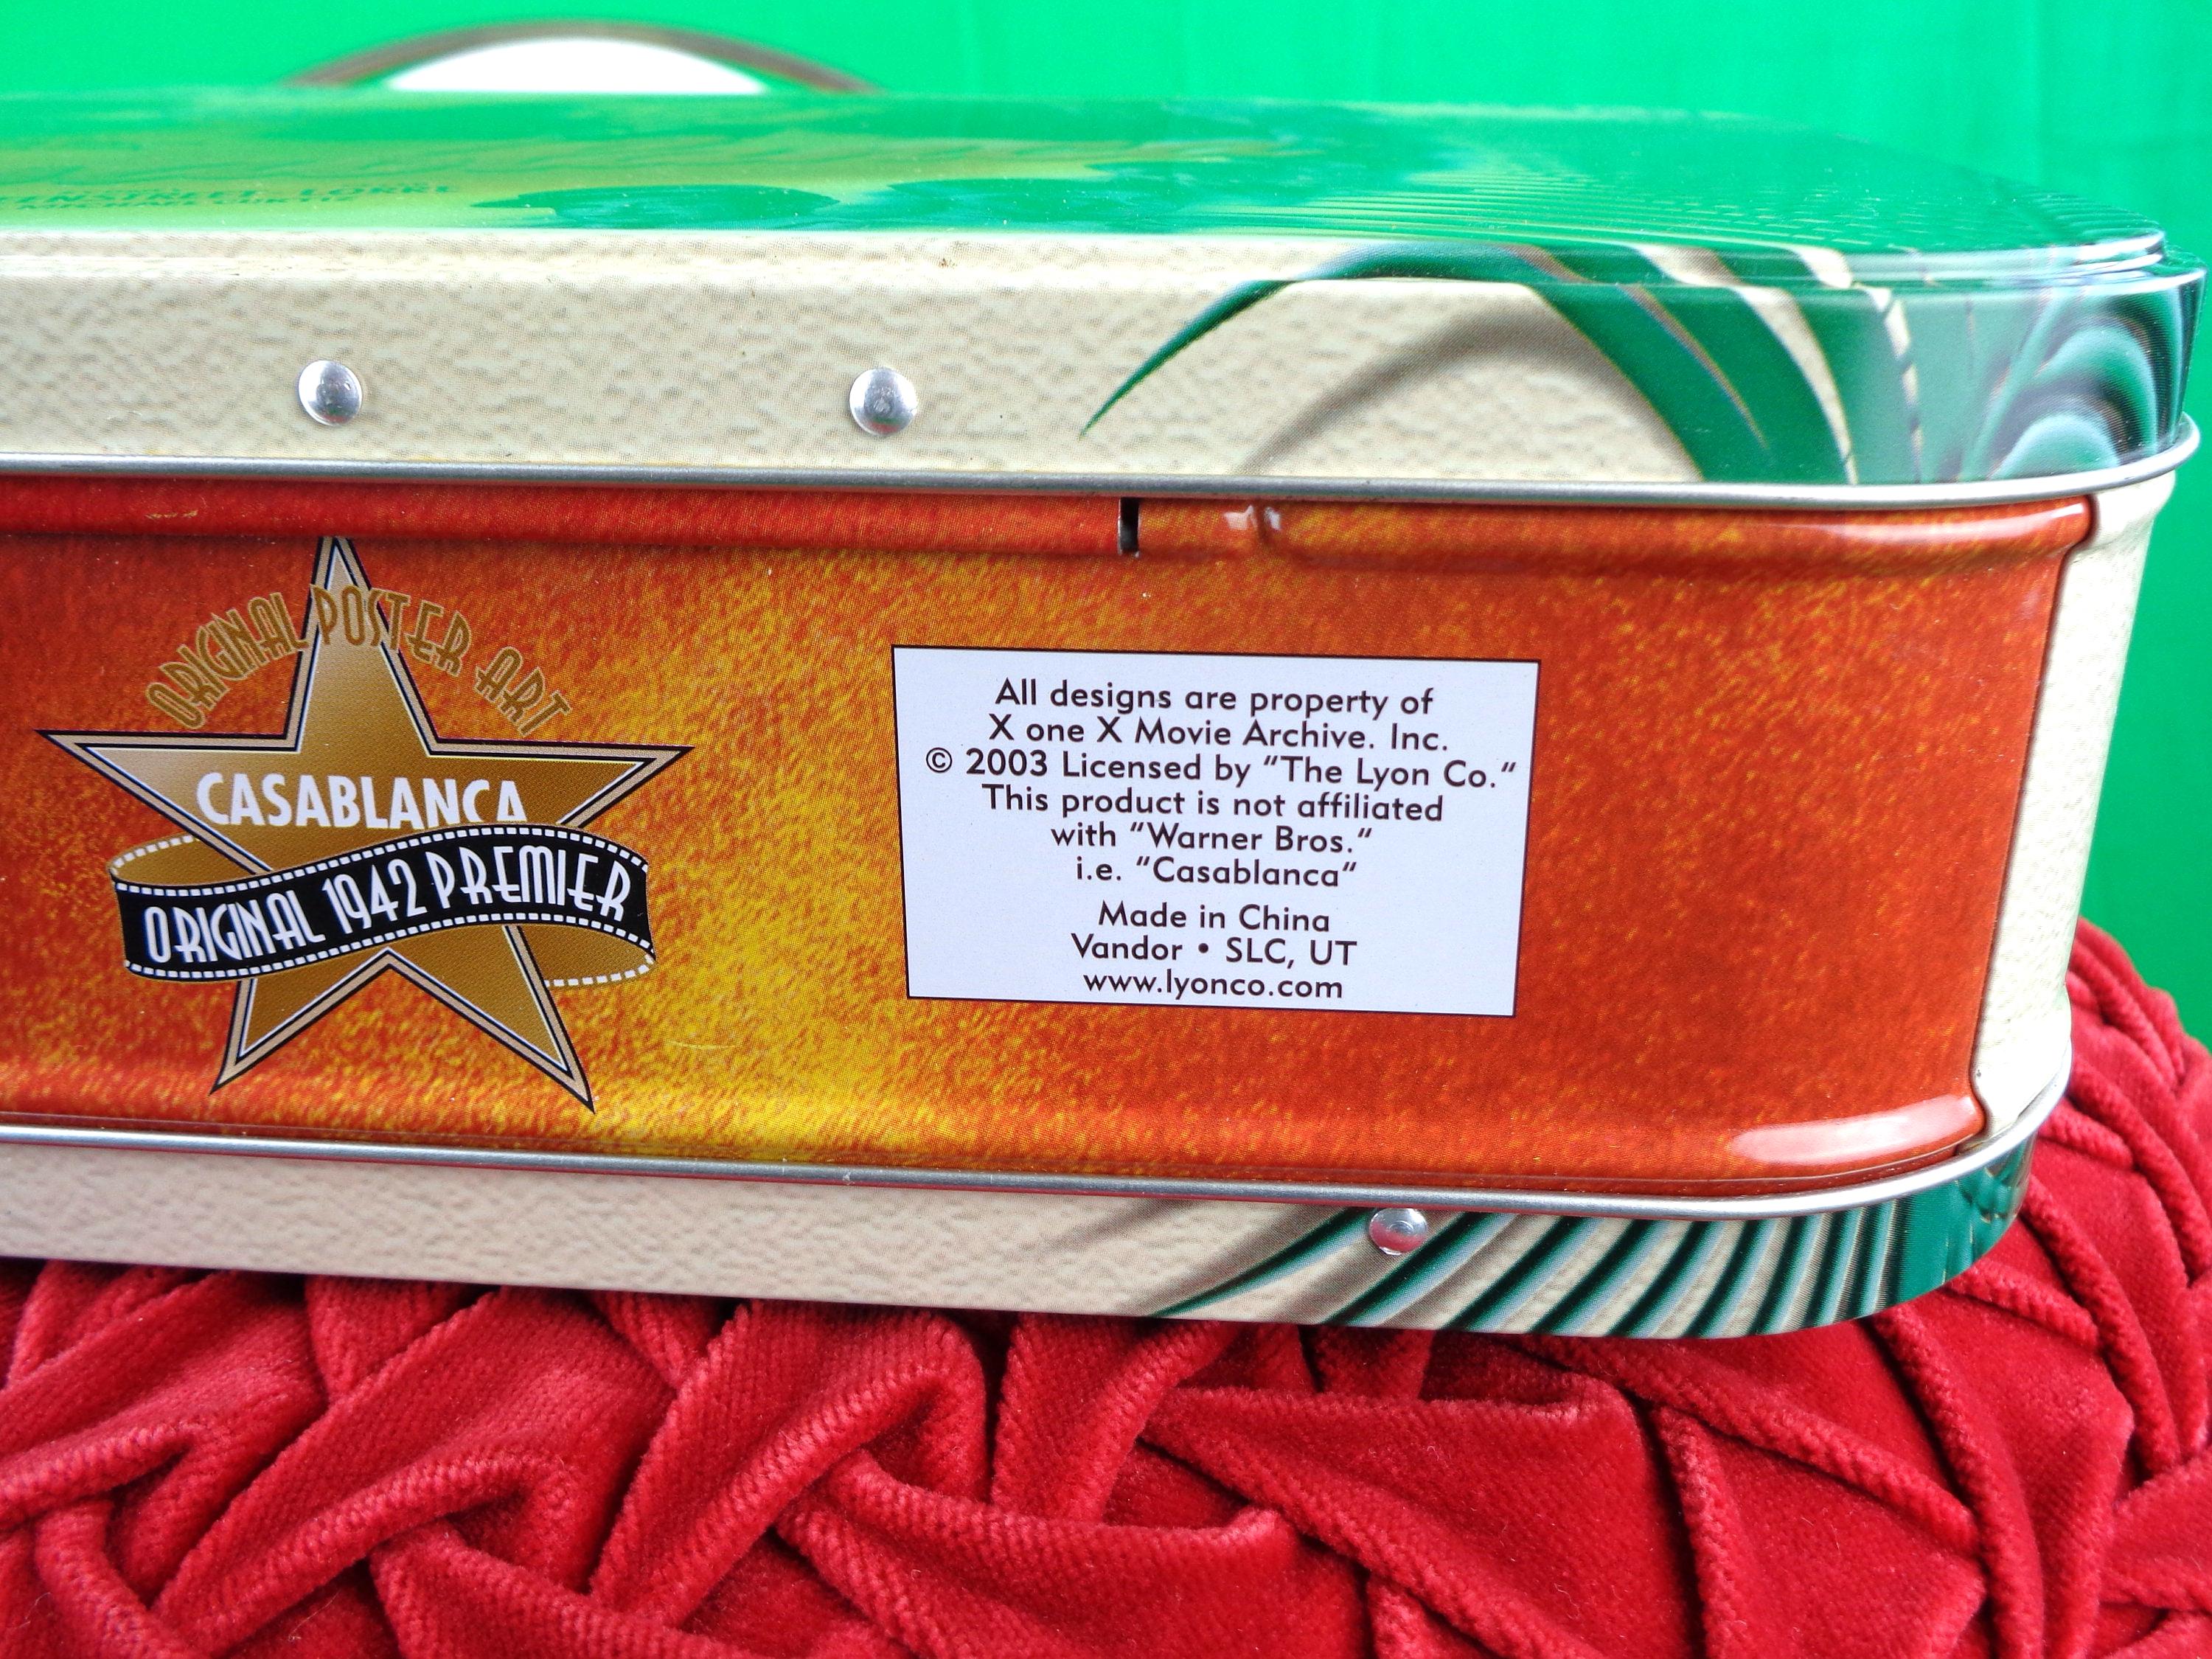 ORIGINAL POSTER ART
CASABLANCA
ORIGINAL 1942 PREMIER
All designs are property of
X one X Movie Archive. Inc.
© 2003 Licensed by “The Lyon Co.“
This product is not affiliated
with “Warner Bros.“
i.e. “Casablanca“
Made in China
Vandor • SLC, UT
www.lyonco.com